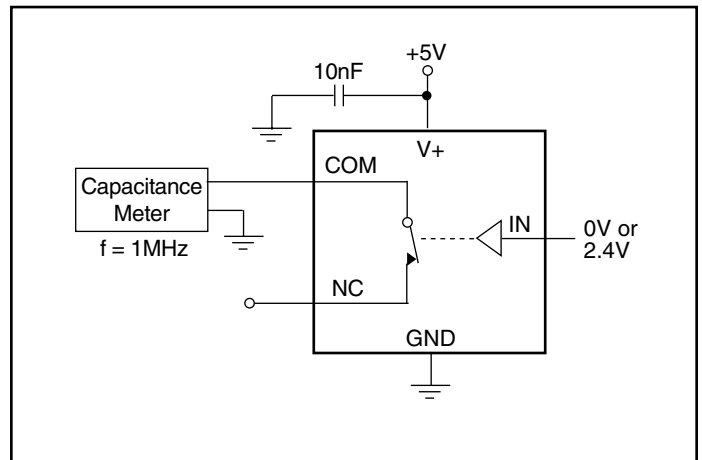 +5V
10nF
V+
COM
Capacitance
Meter
f = 1MHz
IN
0V or
2.4V
NC
GND